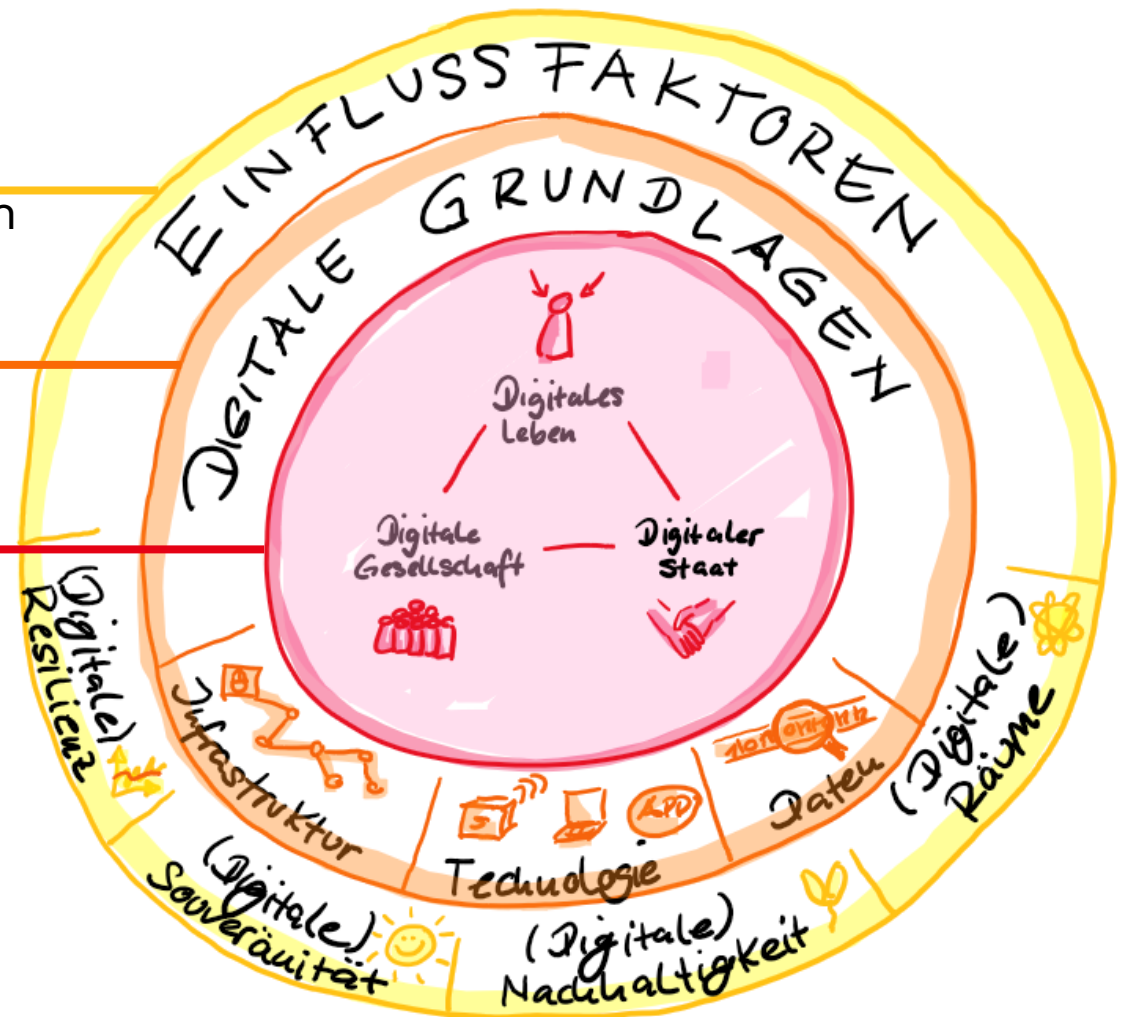 EINFLUSSFAKTOREN
n
DIGITALE GRUNDLAGEN
Digitales
Leben
Digitale
Gesellschaft
Digitaler
Staat
(Digitale)
Resilienz
Infrastruktur
Technologie
APP
Daten
(Digitale)
Räume
(Digitale)
Souveränität
(Digitale)
Nachhaltigkeit